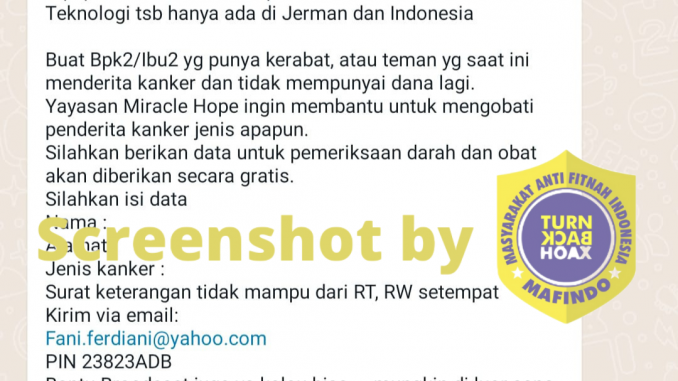 Teknologi tsb hanya ada di Jerman dan Indonesia
Buat Bpk2/Ibu2 yg punya kerabat, atau teman yg saat ini
menderita kanker dan tidak mempunyai dana lagi.
Yayasan Miracle Hope ingin membantu untuk mengobati
penderita kanker jenis apapun.
Silahkan berikan data untuk pemeriksaan darah dan obat
akan diberikan secara gratis.
Silahkan isi data
Nama :
Alamat
Jenis kanker :
Surat keterangan tidak mampu dari RT, RW setempat
Kirim via email:
Fani.ferdiani@yahoo.com
PIN 23823ADB
Screenshot by
MASYARAKAT ANTI FITNAH INDONESIA
TURN
BACK
HOAX
MAFINDO